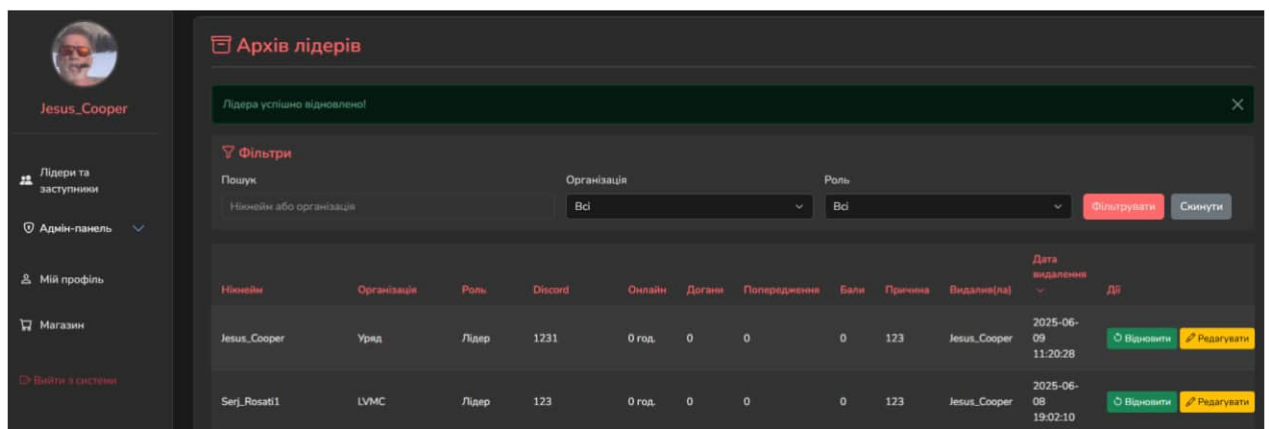 Архів лідерів
Jesus_Cooper
Лідера успішно відновлено!
Фільтри
Пошук Організація Роль
Нікнейм або організація Всі Всі Фільтрувати Скинути
Лідери та
заступники
Адмін-панель
Мій профіль
Магазин
Вийти з системи
Дата
видалення
Нікнейм Організація Роль Discord Онлайн Догани Попередження Бали Причина Видалив(ла) Дії
Jesus_Cooper Уряд Лідер 1231 0 год. 0 0 0 123 Jesus_Cooper 2025-06-
09
11:20:28 Відновити Редагувати
Serj_Rosati1 LVMC Лідер 123 0 год. 0 0 0 123 Jesus_Cooper 2025-06-
08
19:02:10 Відновити Редагувати